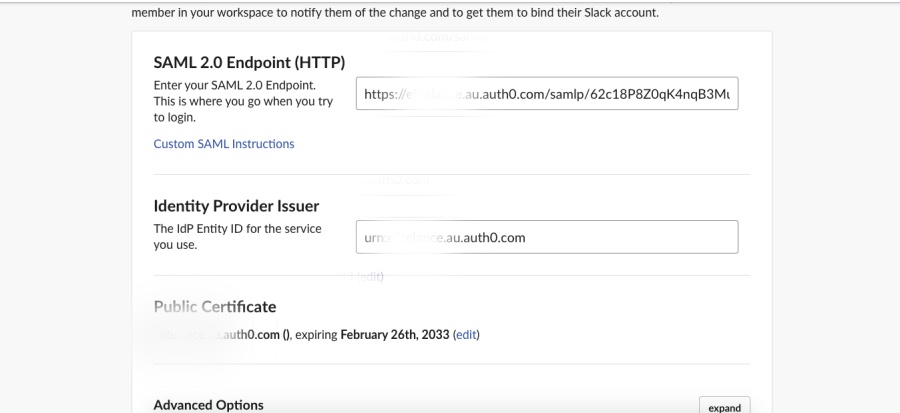 member in your workspace to notify them of the change and to get them to bind their Slack account.
SAML 2.0 Endpoint (HTTP)
Enter your SAML 2.0 Endpoint.
This is where you go when you try
to login.
https://e .au.auth0.com/samlp/62c18P8Z0qK4nqB3Mu
Custom SAML Instructions
Identity Provider Issuer
The IdP Entity ID for the service
you use.
urn: .au.auth0.com
(edit)
Public Certificate
.auth0.com (), expiring February 26th, 2033 (edit)
Advanced Options
expand